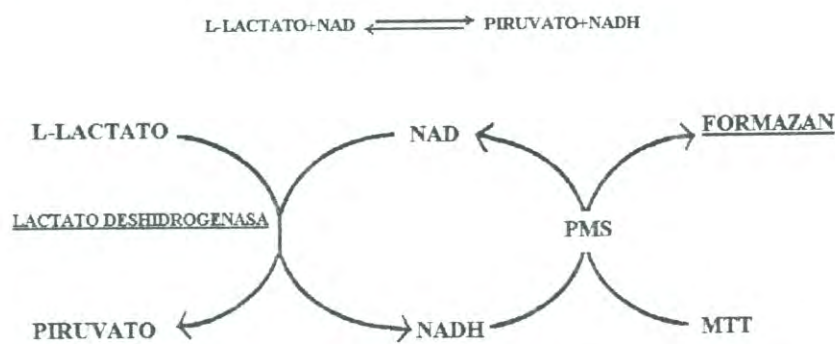 L-LACTATO+NAD PIRUVATO+NADH
L-LACTATO NAD FORMAZAN
LACTATO DESHIDROGENASA PMS
PIRUVATO NADH MTT